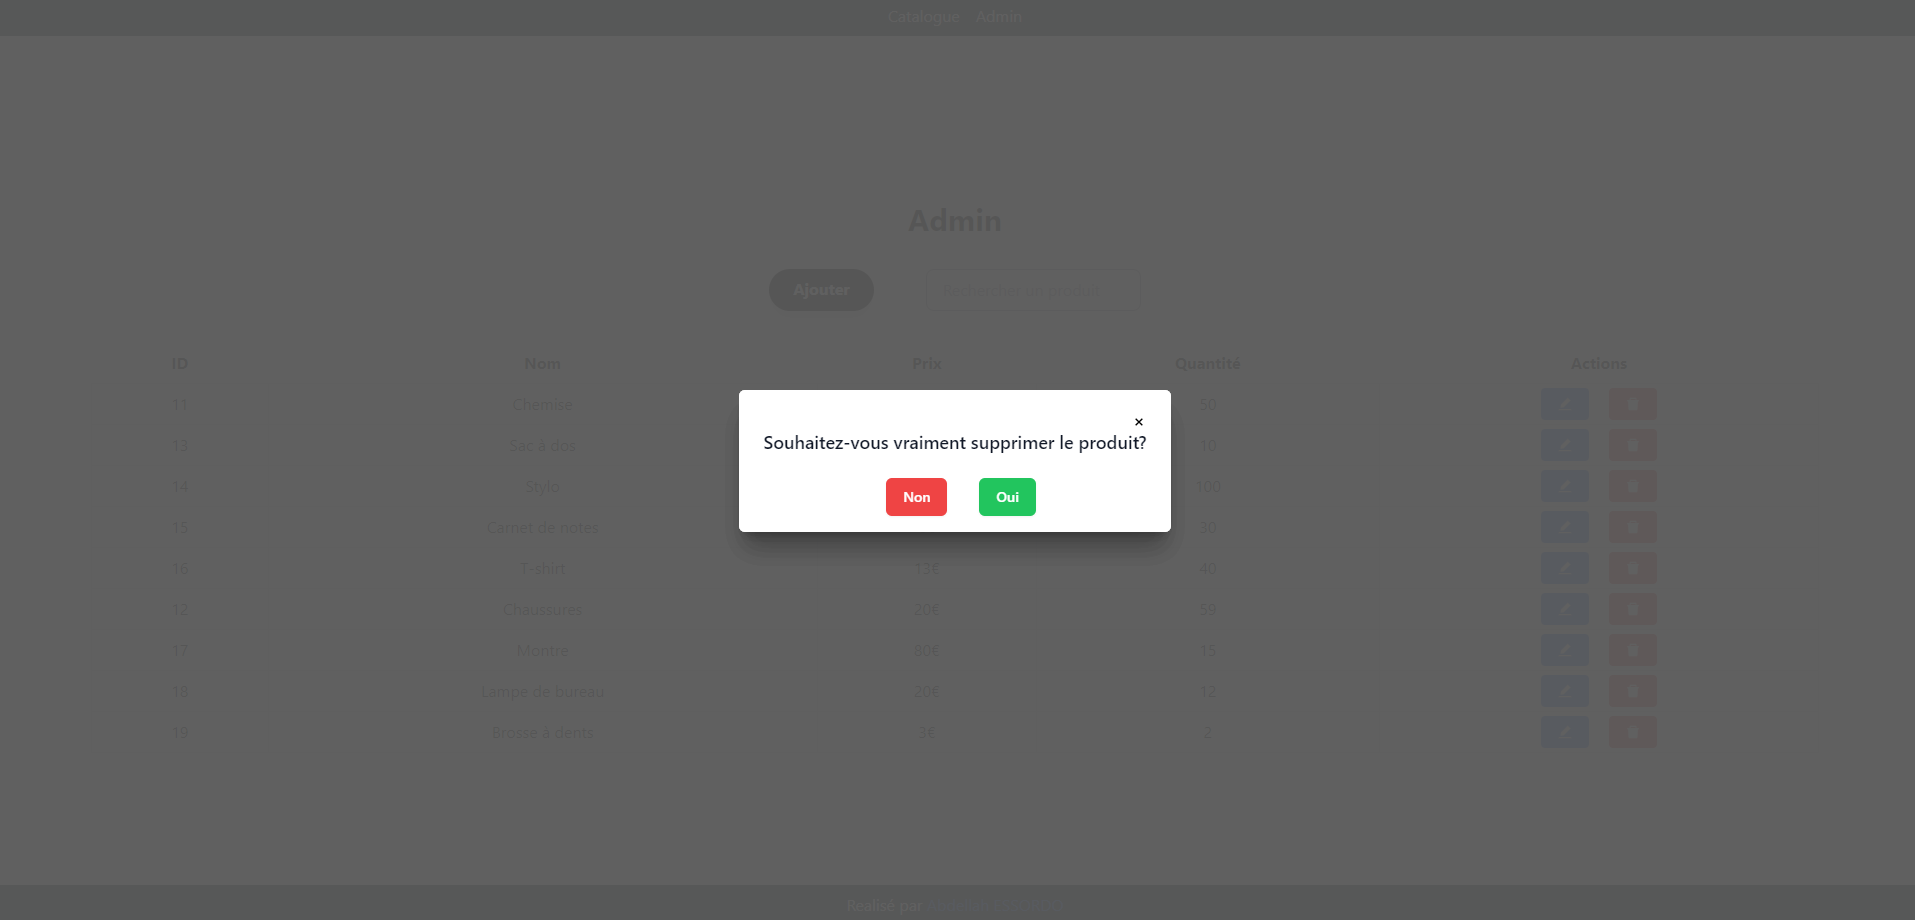 Catalogue Admin
Admin
Ajouter Rechercher un produit
ID Nom Prix Quantité Actions
11 Chemise 50
13 Sac à dos 10
14 Stylo 100
15 Carnet de notes 30
16 T-shirt 13€ 40
12 Chaussures 20€ 59
17 Montre 80€ 15
18 Lampe de bureau 20€ 12
19 Brosse à dents 3€ 2
×
Souhaitez-vous vraiment supprimer le produit?
Non Oui
Realisé par